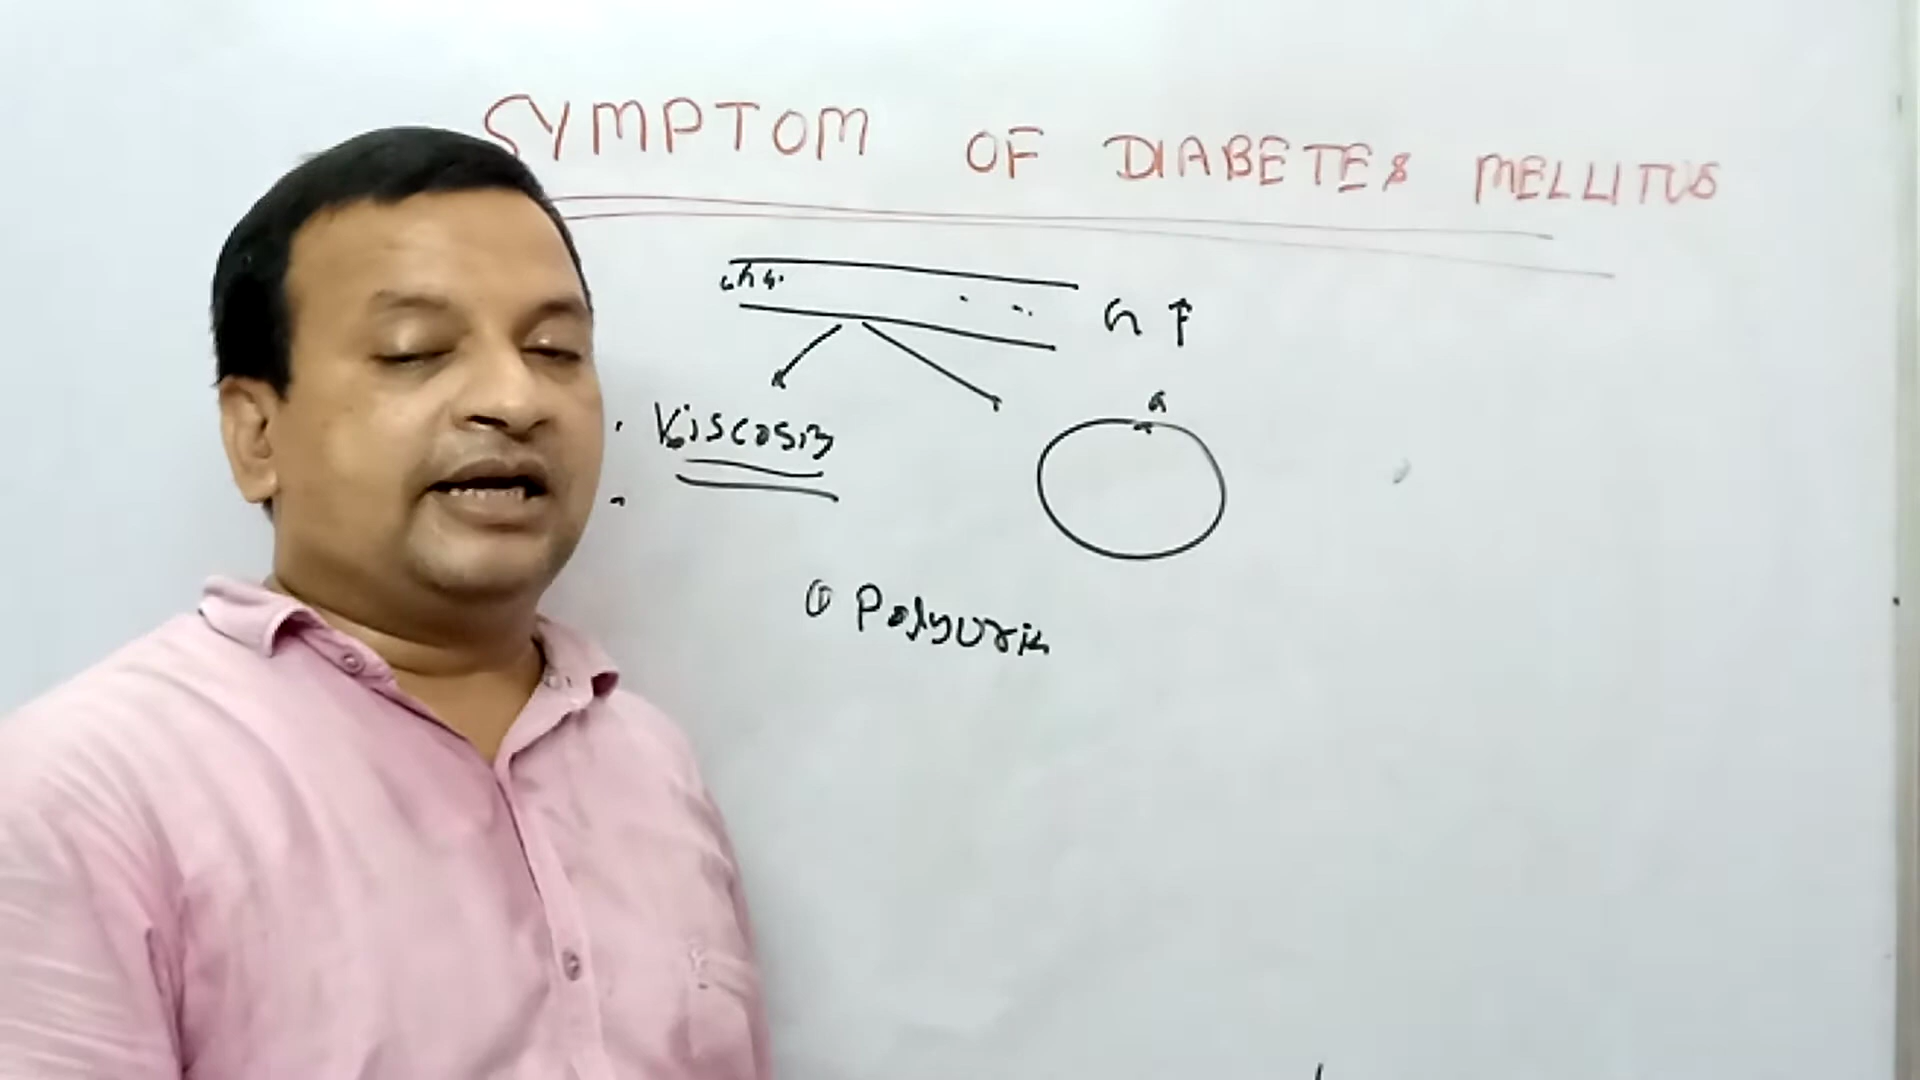 SYMPTOM OF DIABETES MELLITUS
G ↑
Viscosity
① Polyuria